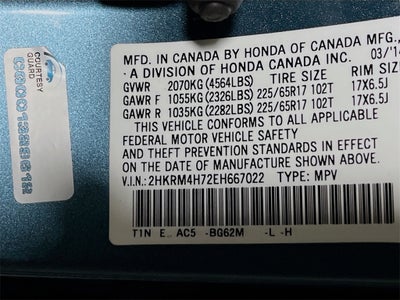 MFD. IN CANADA BY HONDA OF CANADA MFG.,
A DIVISION OF HONDA CANADA INC. 03/'14
GVWR 2070KG(4564LBS) TIRE SIZE RIM SIZE
GAWR F 1055KG(2326LBS) 225/65R17 102T 17X6.5J
GAWR R 1035KG(2282LBS) 225/65R17 102T 17X6.5J
THIS VEHICLE CONFORMS TO ALL APPLICABLE
FEDERAL MOTOR VEHICLE SAFETY
AND THEFT PREVENTION STANDARDS IN EFFECT
ON THE DATE OF MANUFACTURE SHOWN ABOVE.
V.I.N.: 2HKRM4H72EH667022 TYPE: MPV
T1N E.. AC5 -BG62M -L -H
COURTESY
GUARD